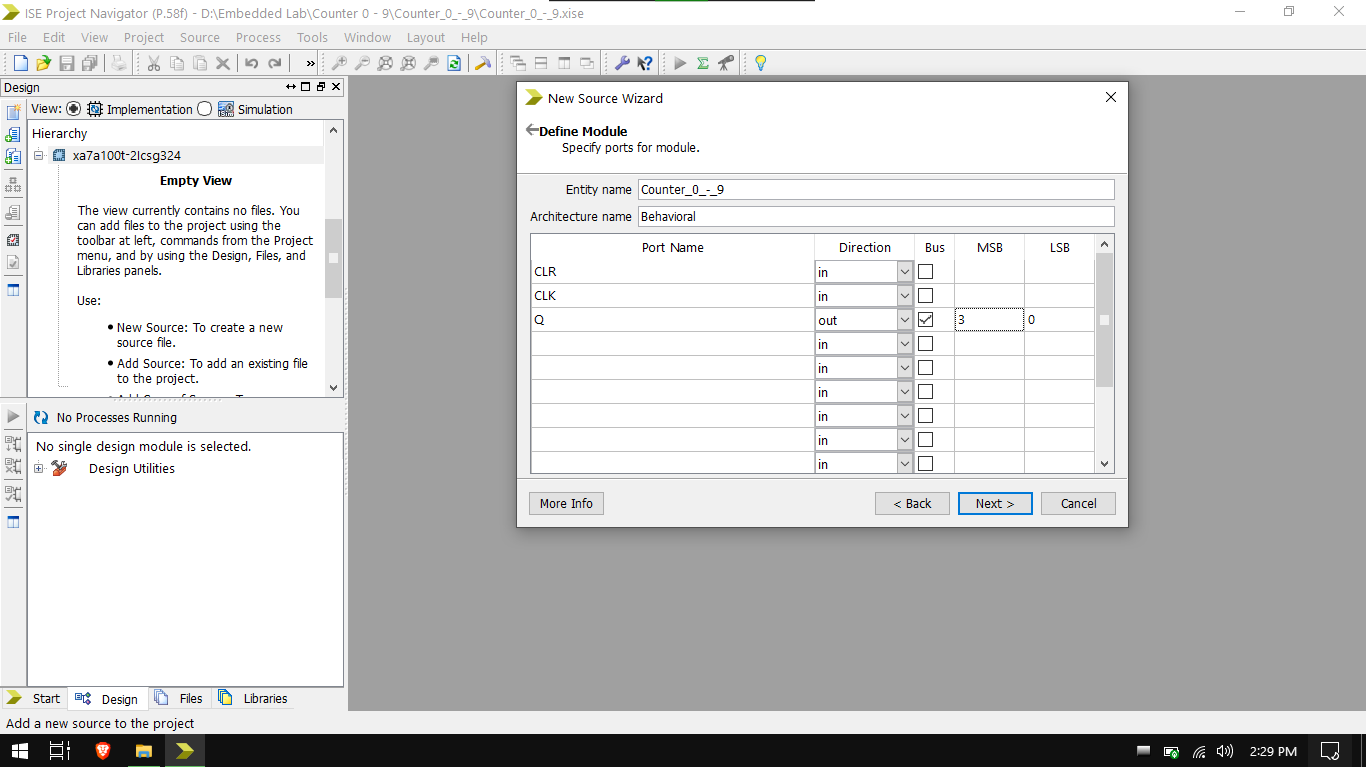 ISE Project Navigator (P.58f) - D:\Embedded Lab\Counter 0 - 9\Counter_0_-_9\Counter_0_-_9.xise
File Edit View Project Source Process Tools Window Layout Help
»
Design
View: Implementation Simulation
Hierarchy
xa7a100t-2Icsg324
Empty View
The view currently contains no files. You
can add files to the project using the
toolbar at left, commands from the Project
menu, and by using the Design, Files, and
Libraries panels.
Use:
• New Source: To create a new
source file.
• Add Source: To add an existing file
to the project.
No Processes Running
No single design module is selected.
Design Utilities
Start Design Files Libraries
Add a new source to the project
New Source Wizard
Define Module
Specify ports for module.
Entity name Counter_0_-_9
Architecture name Behavioral
Port Name Direction Bus MSB LSB
CLR in
CLK in
Q out 3 0
in
in
in
in
in
in
More Info < Back Next > Cancel
2:29 PM